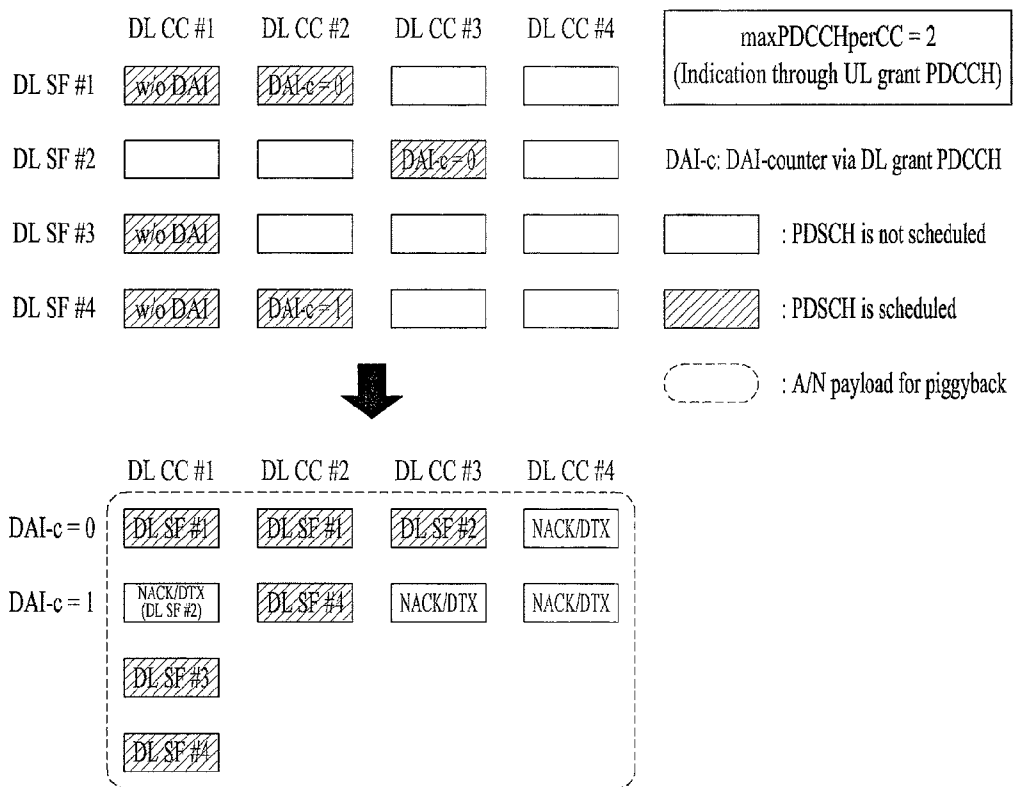 DL CC #1 DL CC #2 DL CC #3 DL CC #4
maxPDCCHperCC = 2
(Indication through UL grant PDCCH)
DL SF #1 w/o DAI DAI-c = 0
DL SF #2 DAI-c = 0
DAI-c: DAI-counter via DL grant PDCCH
DL SF #3 w/o DAI
: PDSCH is not scheduled
DL SF #4 w/o DAI DAI-c = 1
: PDSCH is scheduled
: A/N payload for piggyback
DL CC #1 DL CC #2 DL CC #3 DL CC #4
DAI-c = 0 DL SF #1 DL SF #1 DL SF #2 NACK/DTX
DAI-c = 1 NACK/DTX
(DL SF #2) DL SF #4 NACK/DTX NACK/DTX
DL SF #3
DL SF #4